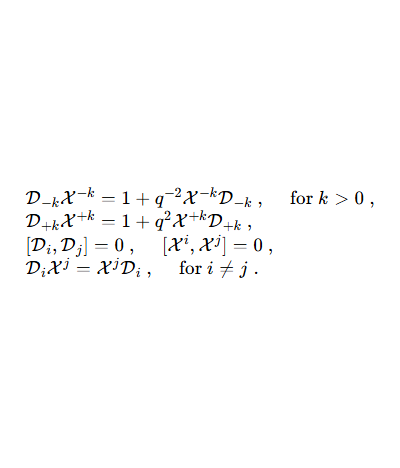 𝒟₋ₖ𝒳⁻ᵏ = 1 + q⁻²𝒳⁻ᵏ𝒟₋ₖ , for k > 0 ,
𝒟₊ₖ𝒳⁺ᵏ = 1 + q²𝒳⁺ᵏ𝒟₊ₖ ,
[𝒟ᵢ, 𝒟ⱼ] = 0 , [𝒳ⁱ, 𝒳ʲ] = 0 ,
𝒟ᵢ𝒳ʲ = 𝒳ʲ𝒟ᵢ , for i ≠ j .